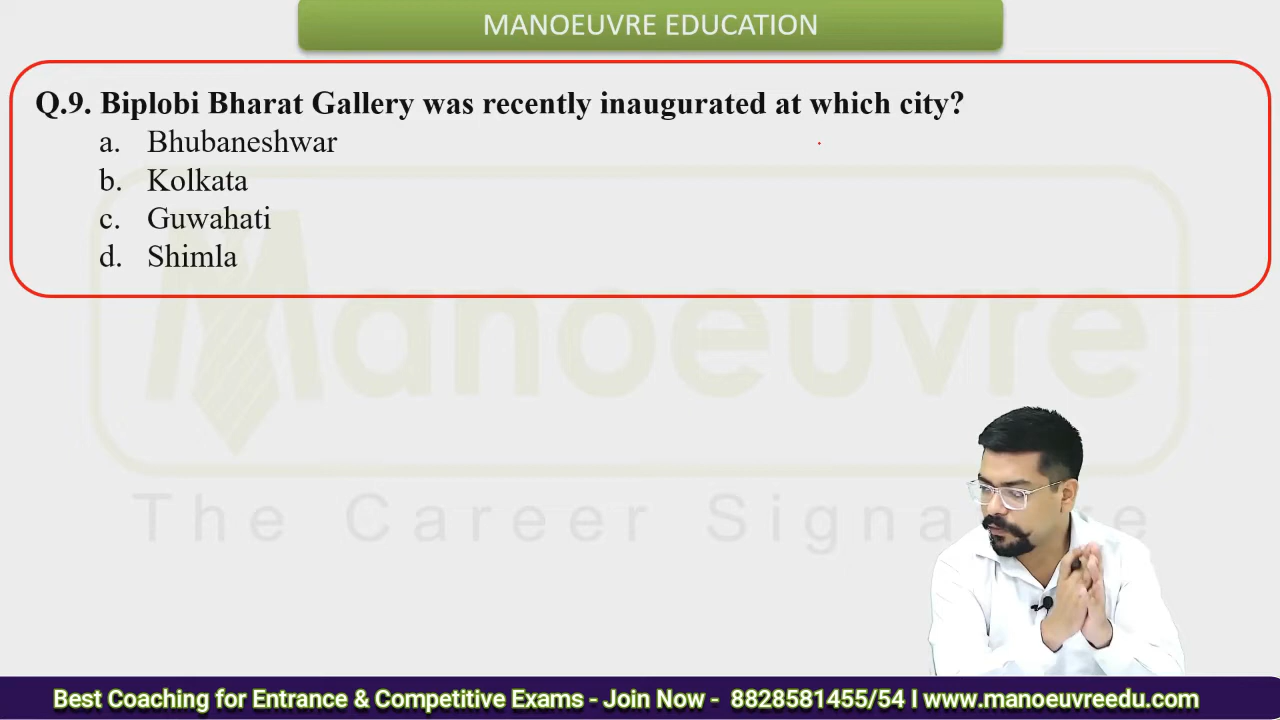 MANOEUVRE EDUCATION
Q.9. Biplobi Bharat Gallery was recently inaugurated at which city?
a. Bhubaneshwar
b. Kolkata
c. Guwahati
d. Shimla
Manoeuvre
The Career Signature
Best Coaching for Entrance & Competitive Exams - Join Now - 8828581455/54 I www.manoeuvreedu.com